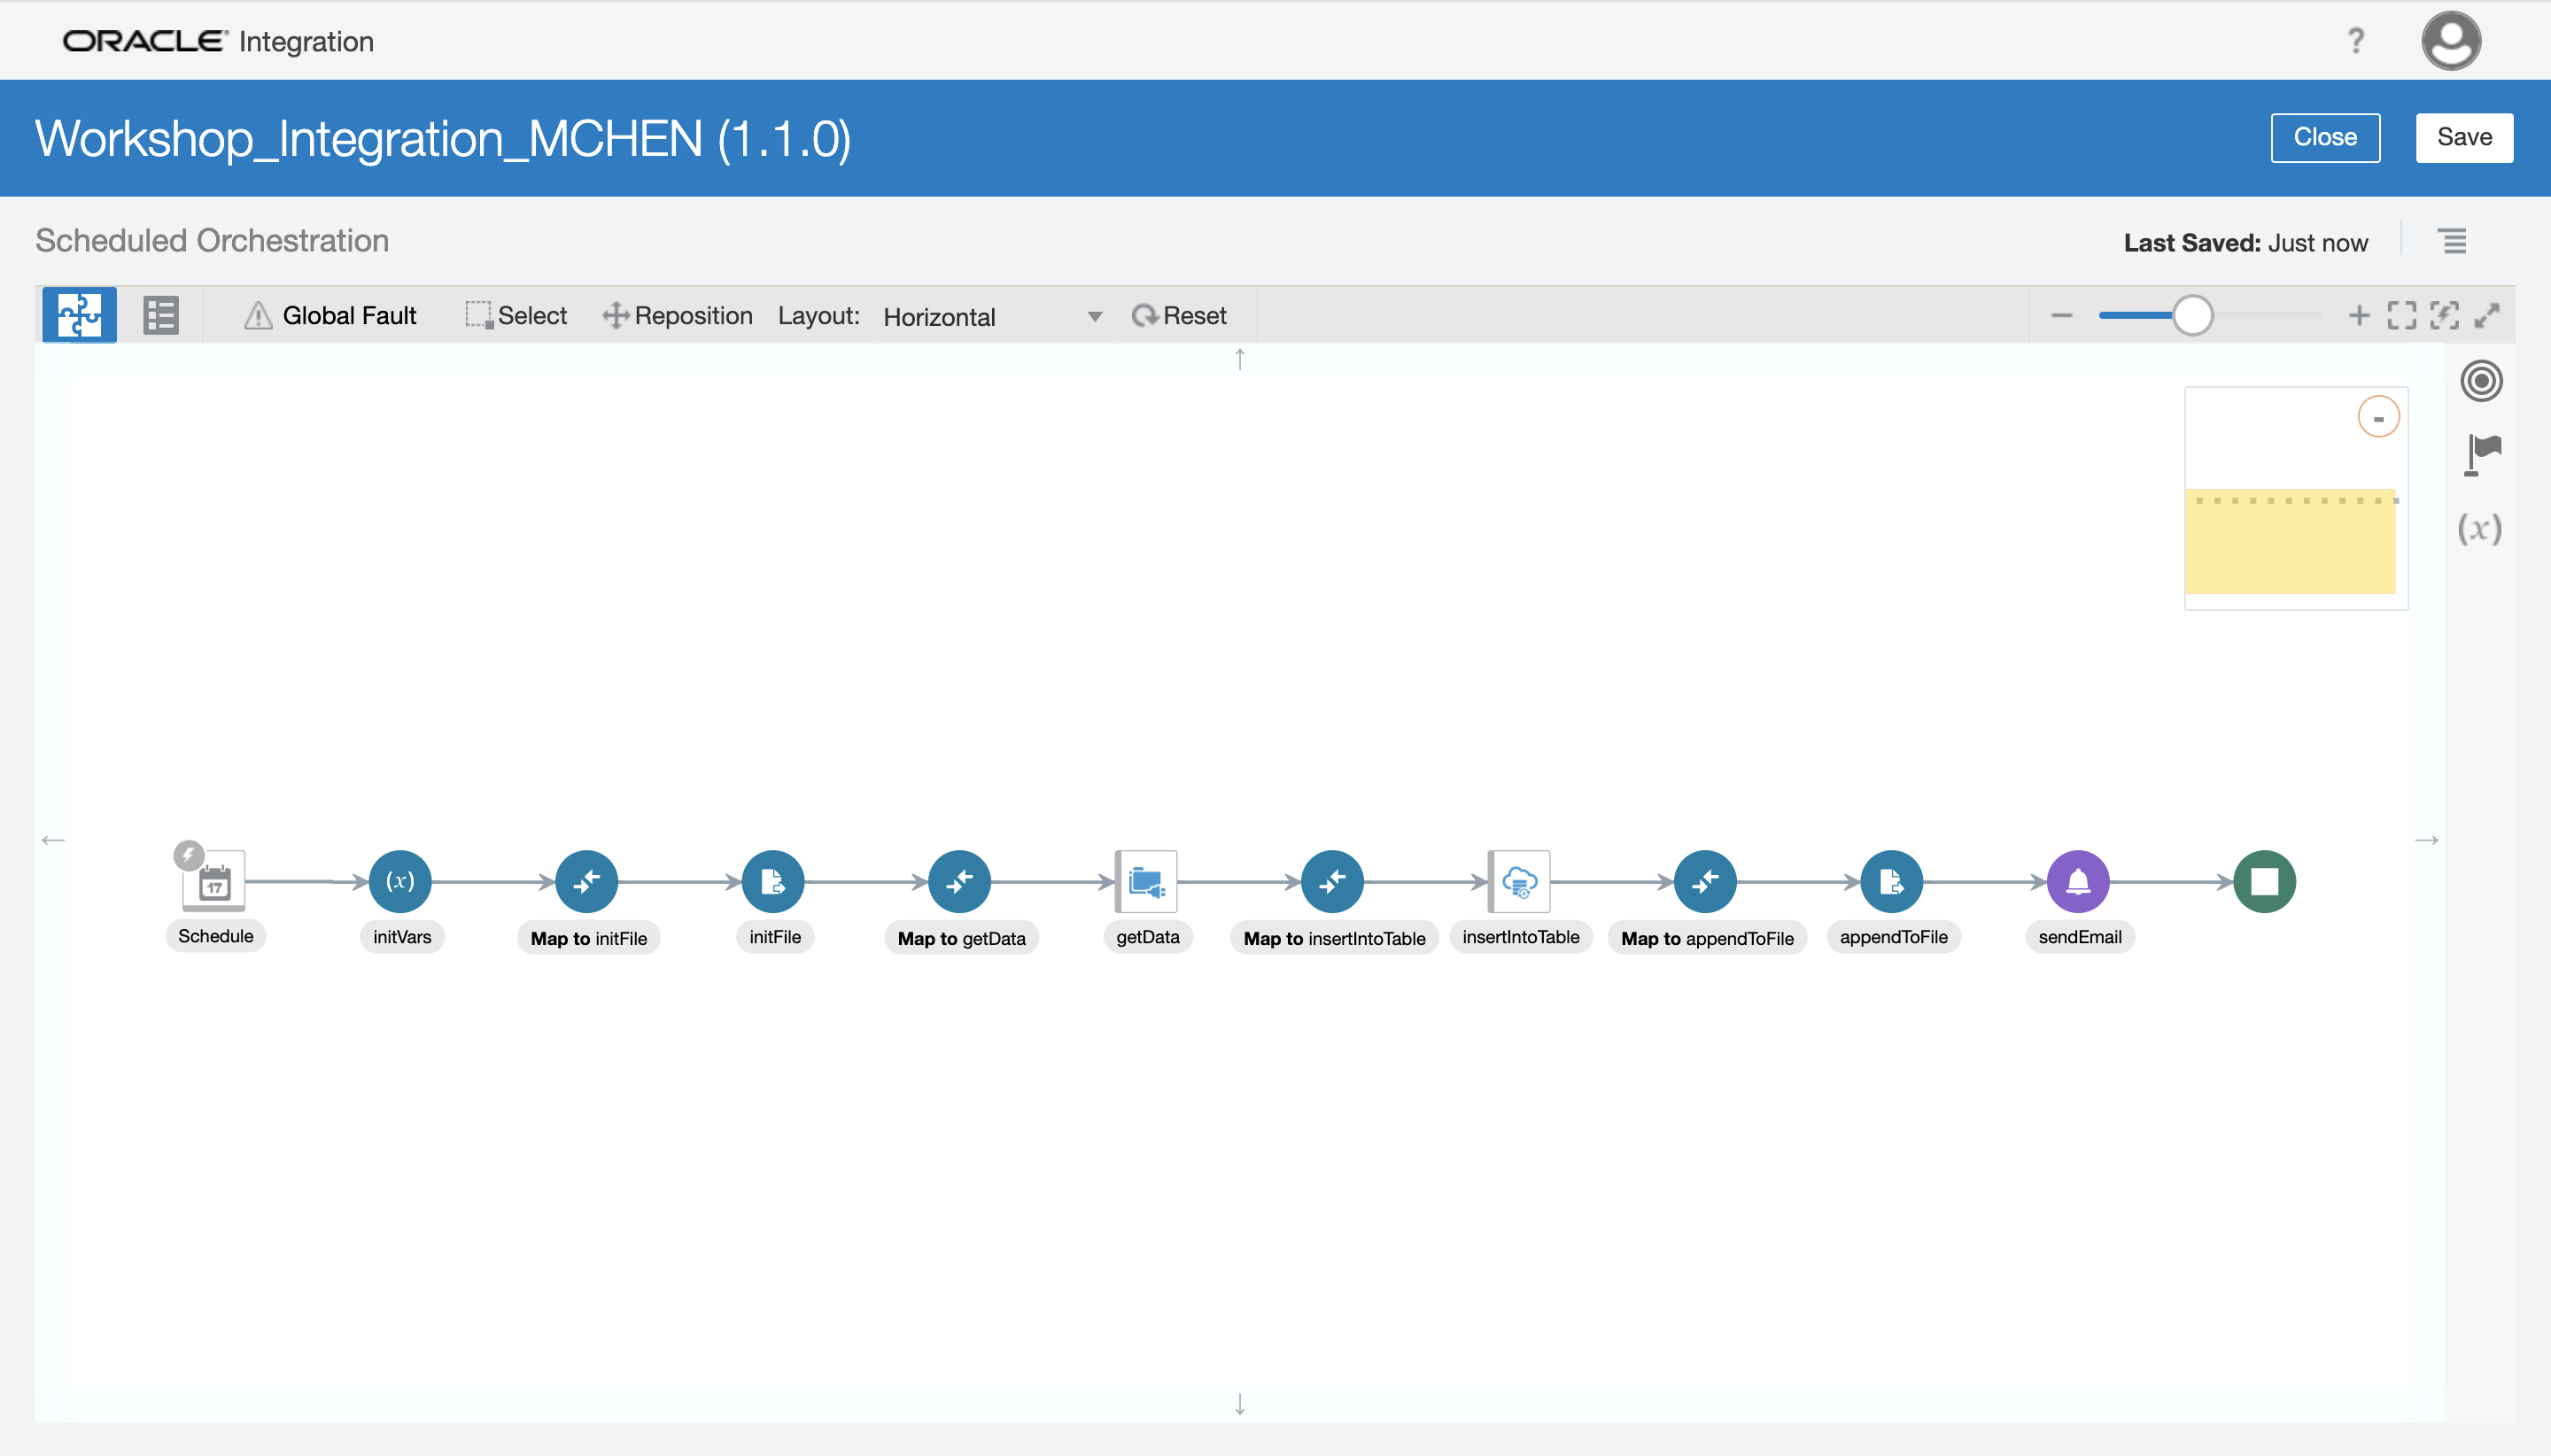 ORACLE Integration
?
Workshop_Integration_MCHEN (1.1.0)
Close
Save
Scheduled Orchestration
Last Saved: Just now
Global Fault
Select
Reposition
Layout: Horizontal
Reset
(x)
17
(x)
Schedule
initVars
Map to initFile
initFile
Map to getData
getData
Map to insertIntoTable
insertIntoTable
Map to appendToFile
appendToFile
sendEmail